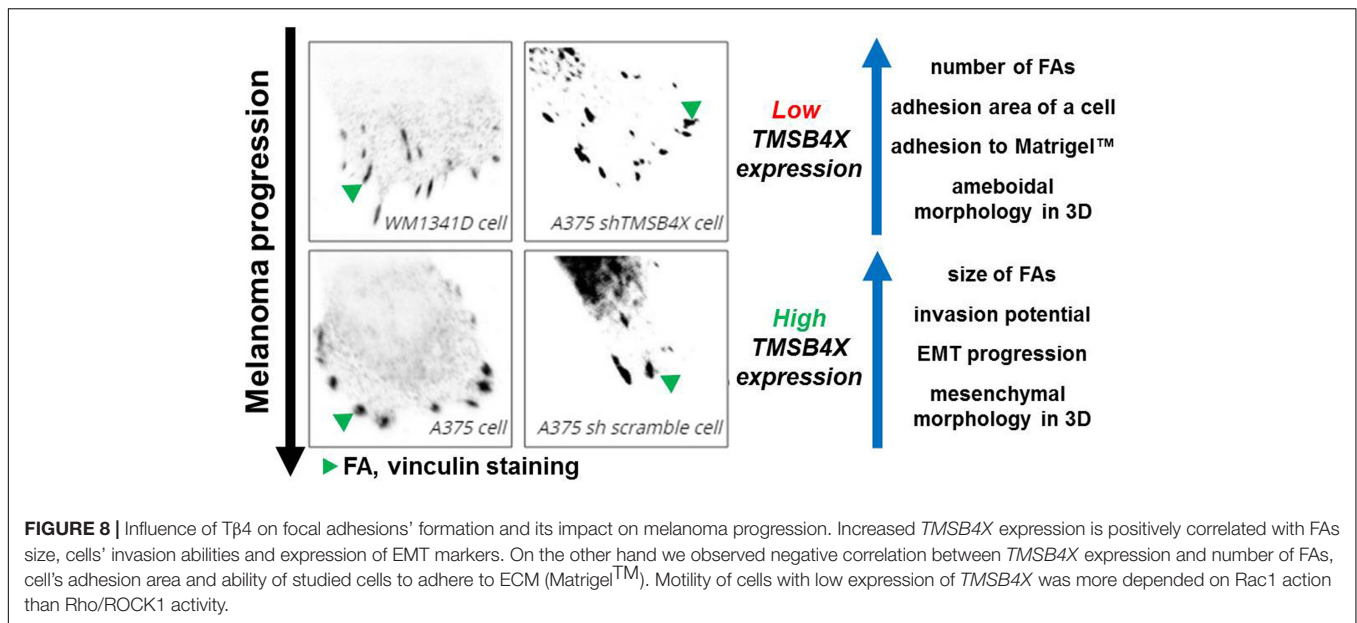 Melanoma progression
WM1341D cell
A375 shTMSB4X cell
Low
TMSB4X
expression
number of FAs
adhesion area of a cell
adhesion to Matrigel™
ameboidal
morphology in 3D
A375 cell
A375 sh scramble cell
High
TMSB4X
expression
size of FAs
invasion potential
EMT progression
mesenchymal
morphology in 3D
FA, vinculin staining
FIGURE 8 | Influence of Tβ4 on focal adhesions' formation and its impact on melanoma progression. Increased TMSB4X expression is positively correlated with FAs
size, cells' invasion abilities and expression of EMT markers. On the other hand we observed negative correlation between TMSB4X expression and number of FAs,
cell's adhesion area and ability of studied cells to adhere to ECM (Matrigel™). Motility of cells with low expression of TMSB4X was more depended on Rac1 action
than Rho/ROCK1 activity.